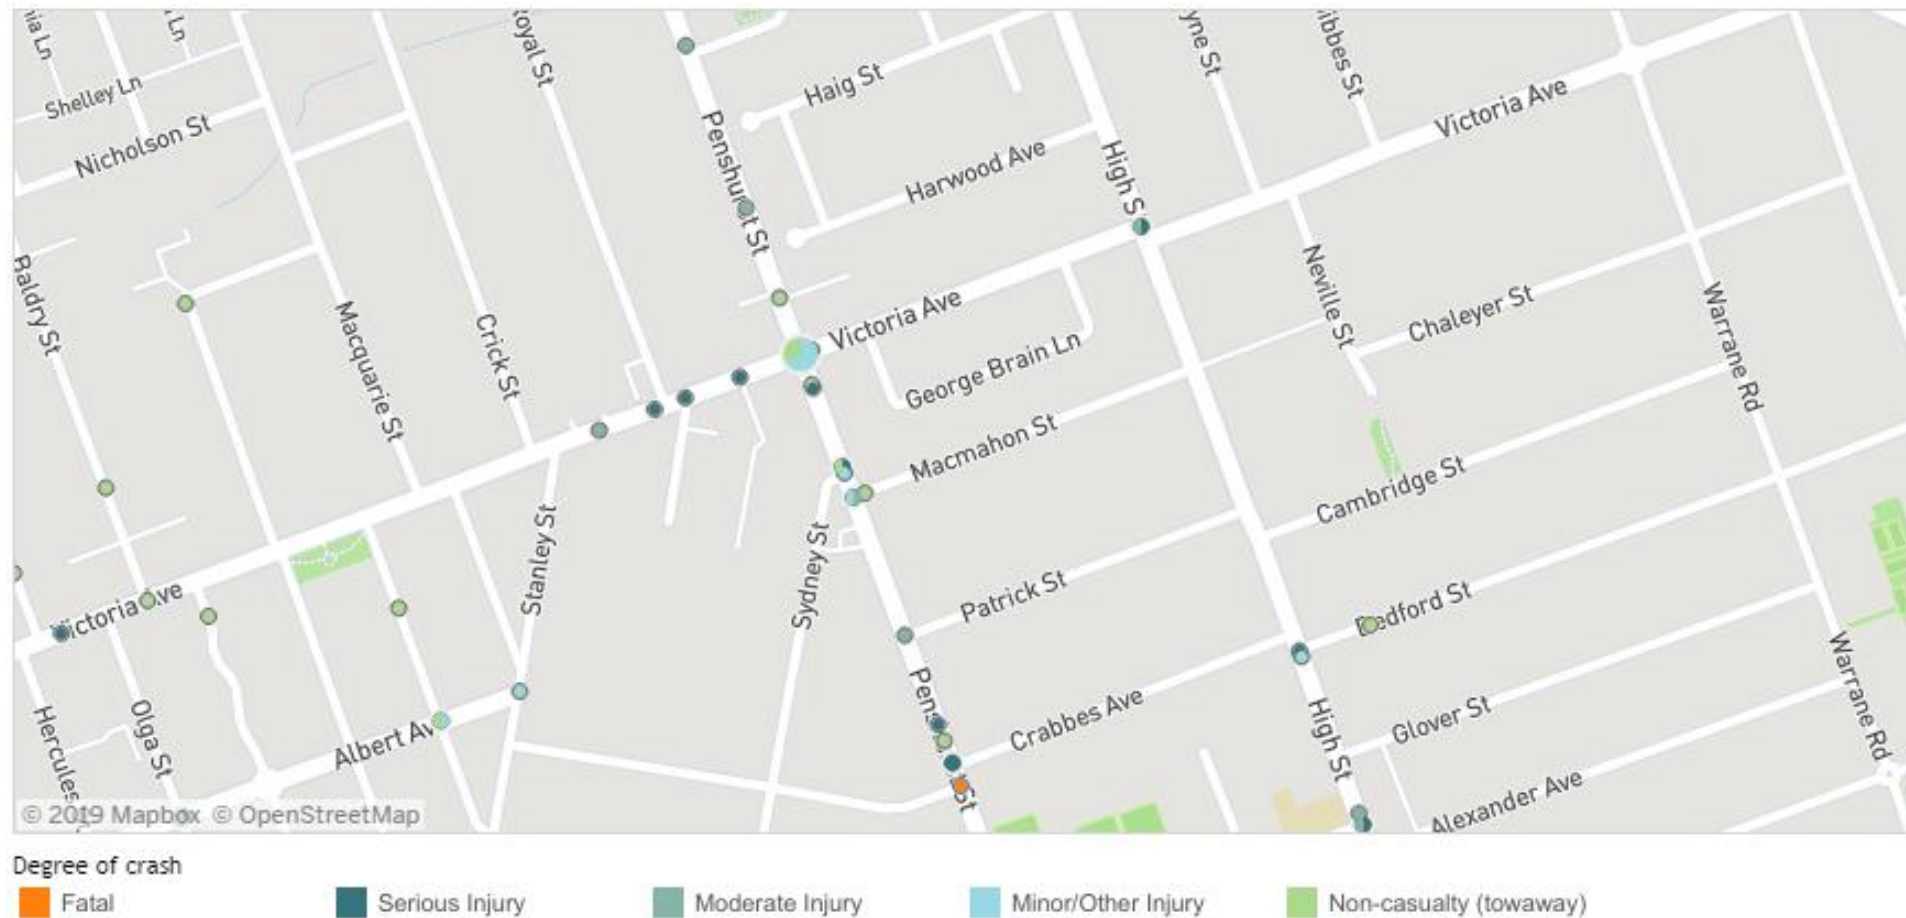 Shelley Ln
Nicholson St
Haig St
Penshurst St
Harwood Ave
High St
Victoria Ave
Baldry St
Macquarie St
Crick St
Victoria Ave
Neville St
Chaleyer St
Warrane Rd
George Brain Ln
Macmahon St
Cambridge St
Stanley St
Sydney St
Patrick St
Bedford St
Victoria Ave
Olga St
Hercules
Albert Av
Crabbes Ave
High St
Glover St
Warrane Rd
Alexander Ave
© 2019 Mapbox © OpenStreetMap
Degree of crash
Fatal
Serious Injury
Moderate Injury
Minor/Other Injury
Non-casualty (towaway)